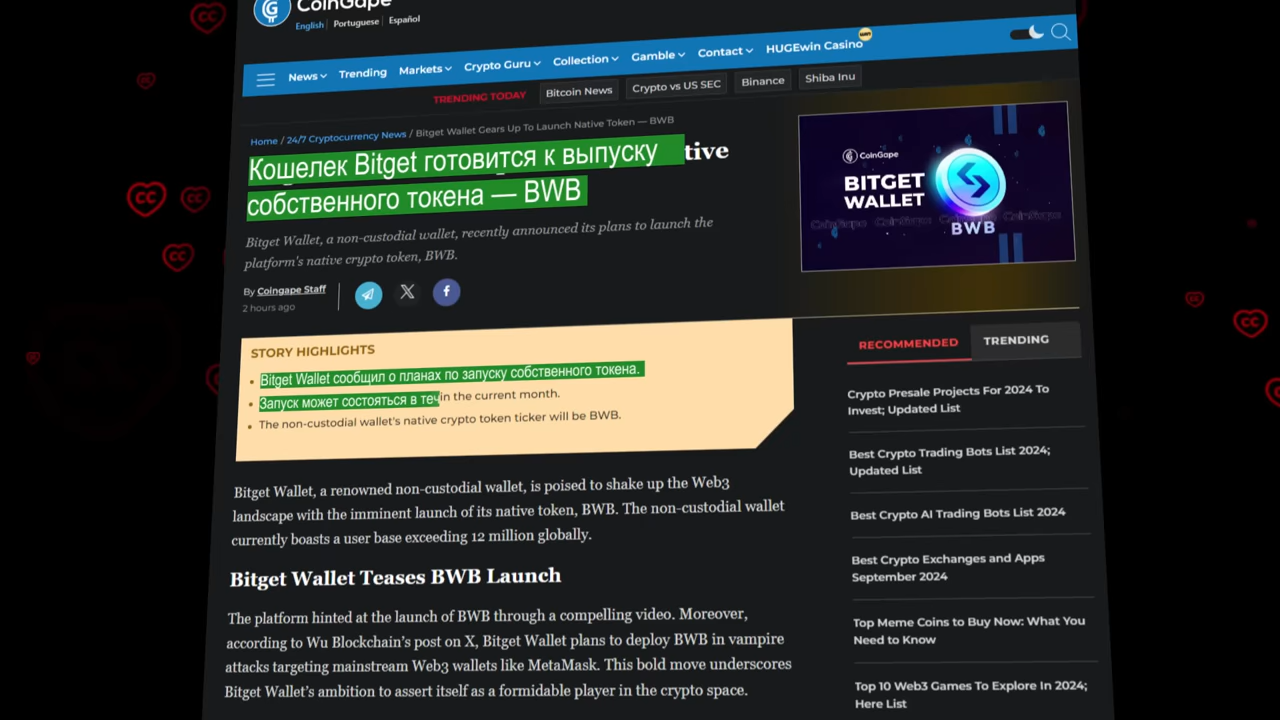 CoinGape
English | Portuguese | Español
News Trending Markets Crypto Guru Collection Gamble Contact HUGEwin Casino
TRENDING TODAY Bitcoin News Crypto vs US SEC Binance Shiba Inu
Home / 24/7 Cryptocurrency News / Bitget Wallet Gears Up To Launch Native Token — BWB
Кошелек Bitget готовится к выпуску tive
собственного токена — BWB
Bitget Wallet, a non-custodial wallet, recently announced its plans to launch the
platform's native crypto token, BWB.
By Coingape Staff
2 hours ago
CoinGape
BITGET
WALLET
BWB
STORY HIGHLIGHTS
Bitget Wallet сообщил о планах по запуску собственного токена.
Запуск может состояться в теч in the current month.
The non-custodial wallet's native crypto token ticker will be BWB.
Bitget Wallet, a renowned non-custodial wallet, is poised to shake up the Web3
landscape with the imminent launch of its native token, BWB. The non-custodial wallet
currently boasts a user base exceeding 12 million globally.
Bitget Wallet Teases BWB Launch
The platform hinted at the launch of BWB through a compelling video. Moreover,
according to Wu Blockchain's post on X, Bitget Wallet plans to deploy BWB in vampire
attacks targeting mainstream Web3 wallets like MetaMask. This bold move underscores
Bitget Wallet's ambition to assert itself as a formidable player in the crypto space.
RECOMMENDED TRENDING
Crypto Presale Projects For 2024 To
Invest; Updated List
Best Crypto Trading Bots List 2024;
Updated List
Best Crypto AI Trading Bots List 2024
Best Crypto Exchanges and Apps
September 2024
Top Meme Coins to Buy Now: What You
Need to Know
Top 10 Web3 Games To Explore In 2024;
Here List